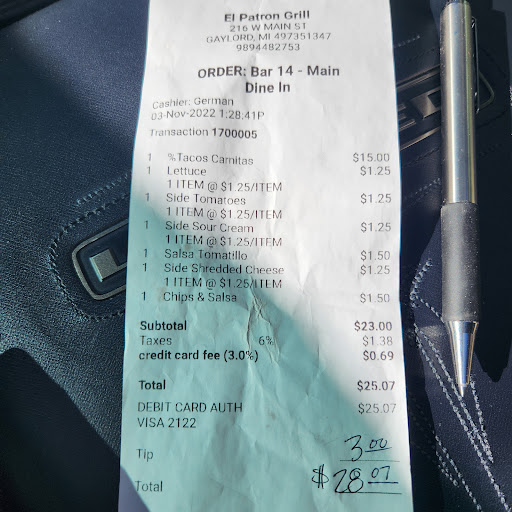 El Patron Grill
216 W MAIN ST
GAYLORD, MI 497351347
9894482753
ORDER: Bar 14 - Main
Dine In
Cashier: German
03-Nov-2022 1:28:41P
Transaction 1700005
1 %Tacos Carnitas $15.00
1 Lettuce $1.25
1 ITEM @ $1.25/ITEM
1 Side Tomatoes $1.25
1 ITEM @ $1.25/ITEM
1 Side Sour Cream $1.25
1 ITEM @ $1.25/ITEM
1 Salsa Tomatillo $1.50
1 Side Shredded Cheese $1.25
1 ITEM @ $1.25/ITEM
1 Chips & Salsa $1.50
Subtotal $23.00
Taxes 6% $1.38
credit card fee (3.0%) $0.69
Total $25.07
DEBIT CARD AUTH $25.07
VISA 2122
Tip 3.00
Total $28.07